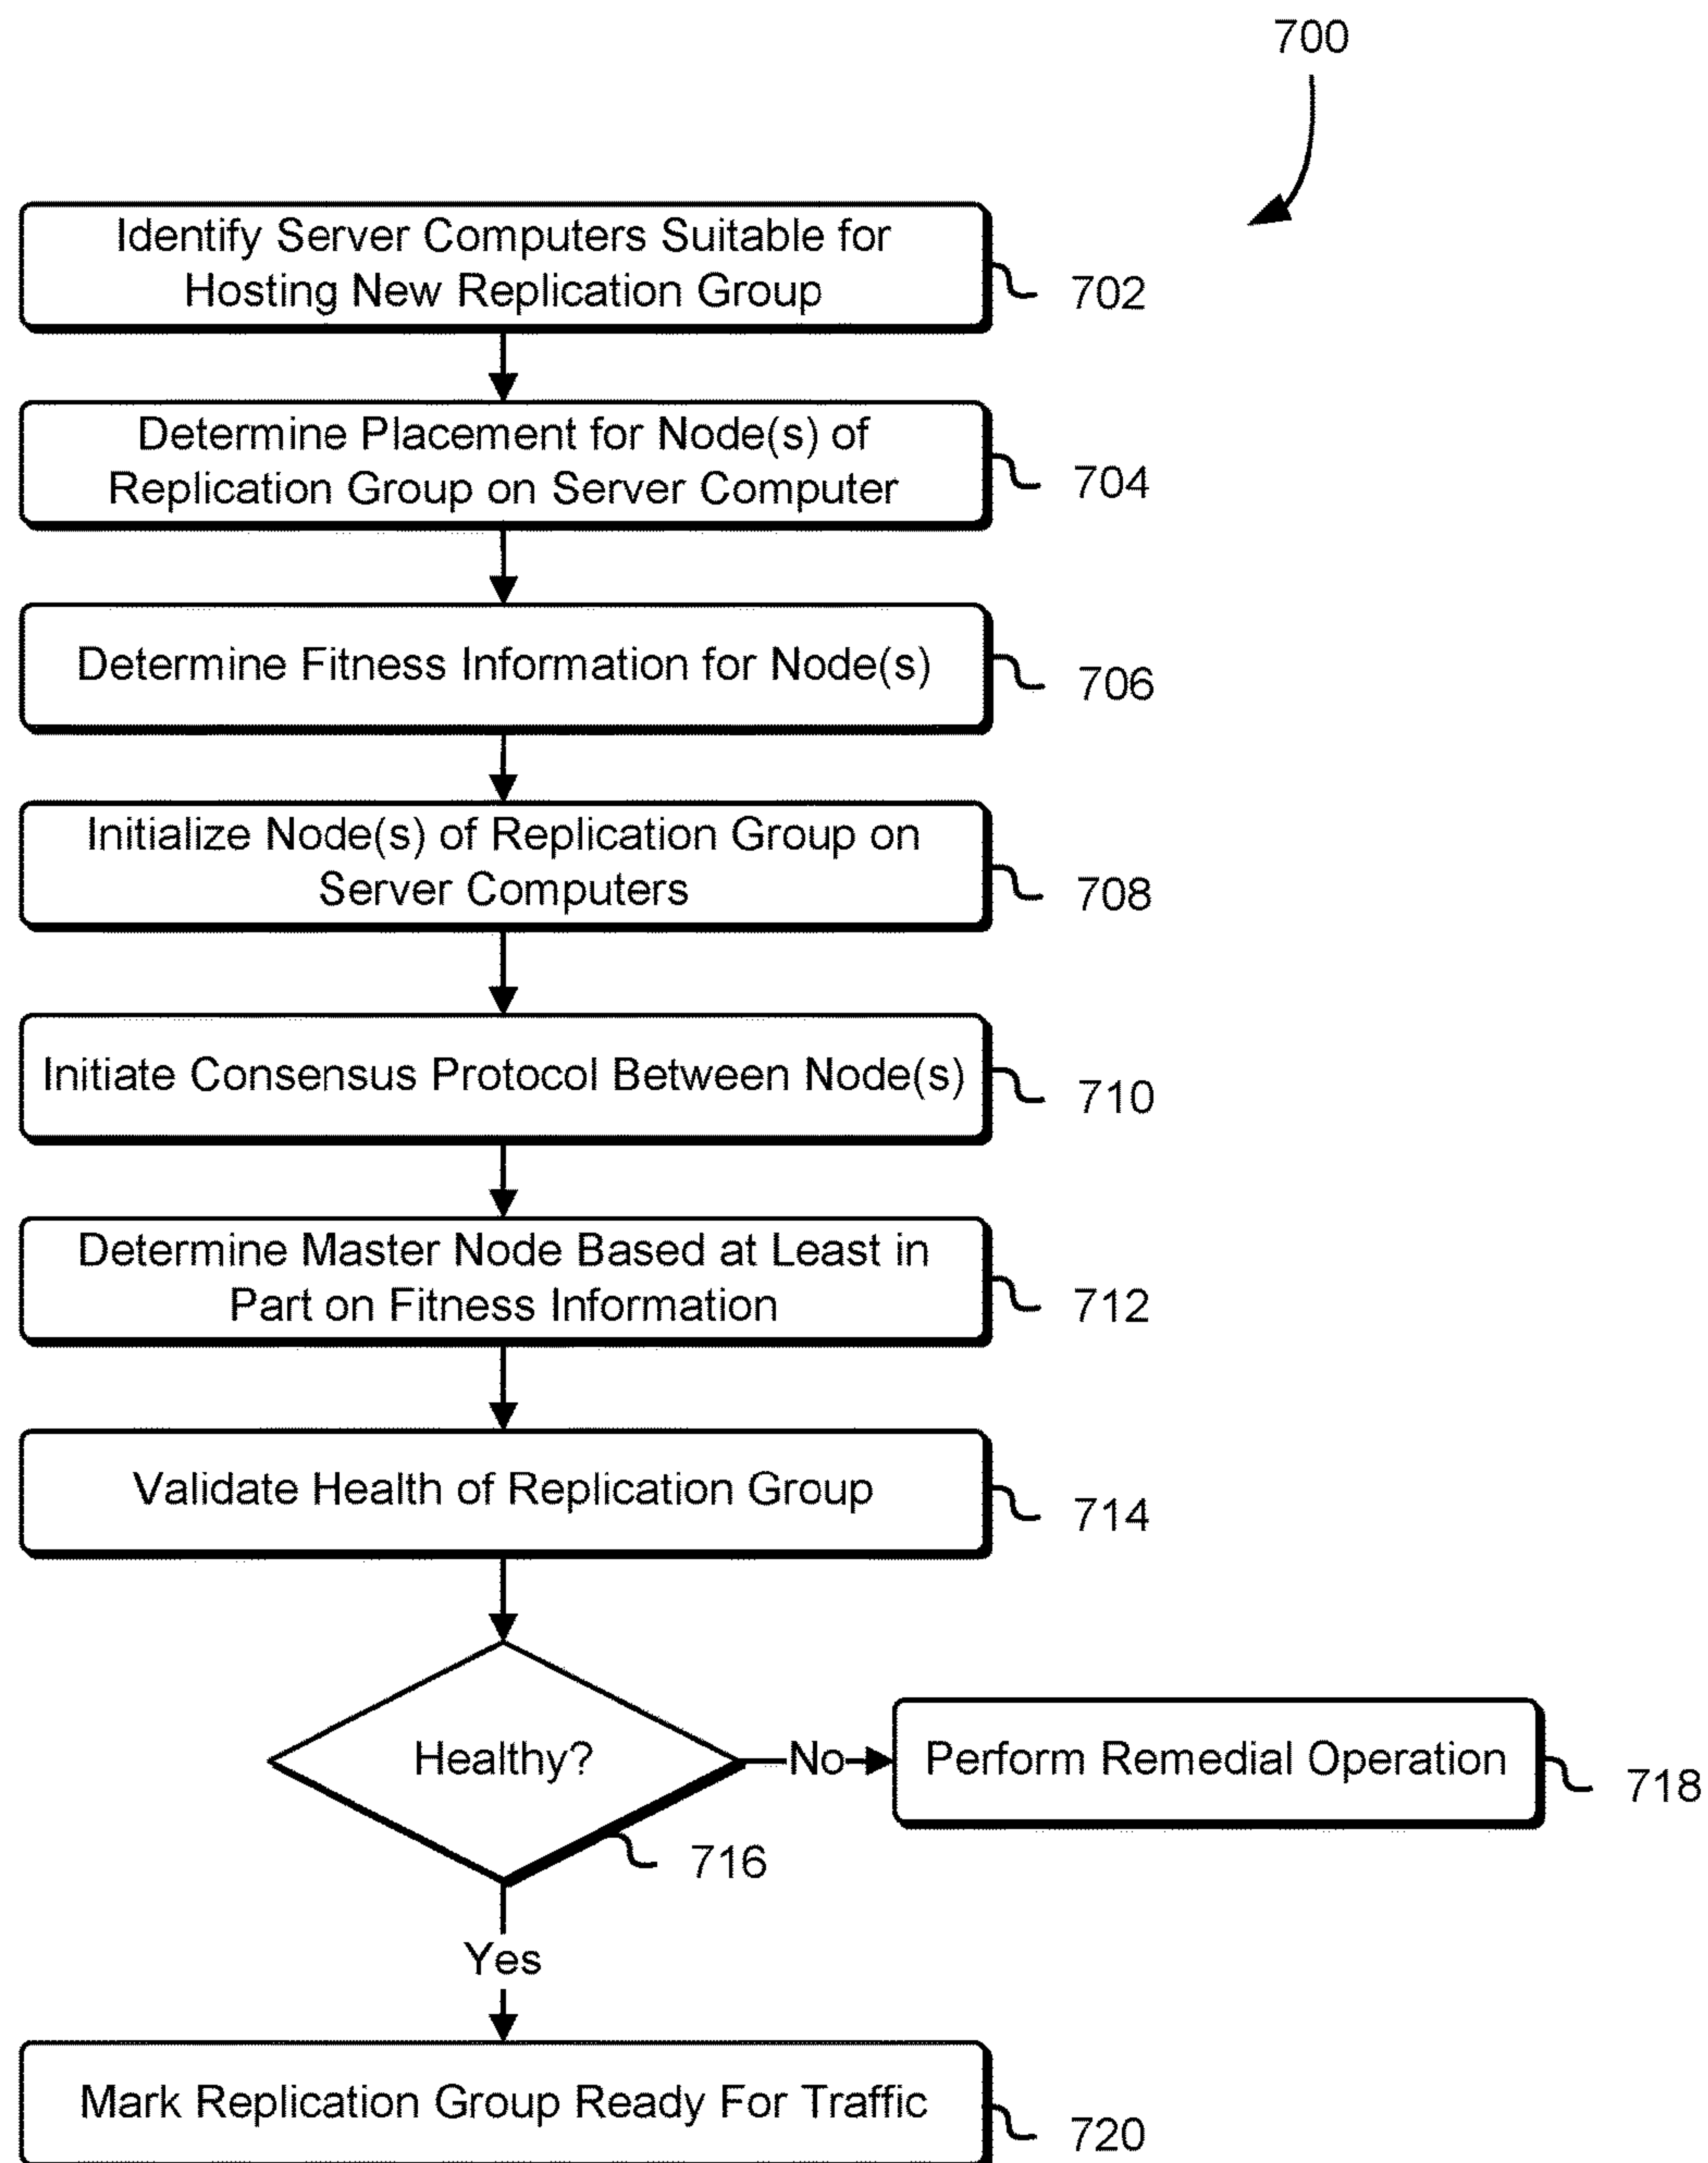 700
Identify Server Computers Suitable for
Hosting New Replication Group
702
Determine Placement for Node(s) of
Replication Group on Server Computer
704
Determine Fitness Information for Node(s)
706
Initialize Node(s) of Replication Group on
Server Computers
708
Initiate Consensus Protocol Between Node(s)
710
Determine Master Node Based at Least in
Part on Fitness Information
712
Validate Health of Replication Group
714
Healthy?
716
No
Perform Remedial Operation
718
Yes
Mark Replication Group Ready For Traffic
720